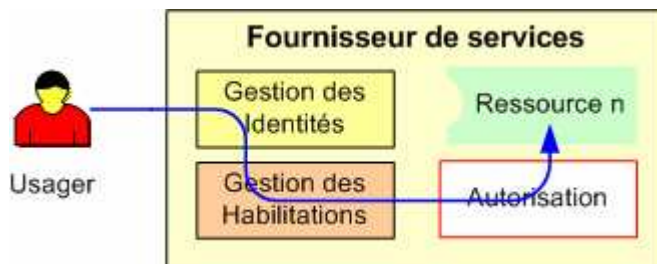 Fournisseur de services
Gestion des
Identités
Ressource n
Usager
Gestion des
Habilitations
Autorisation